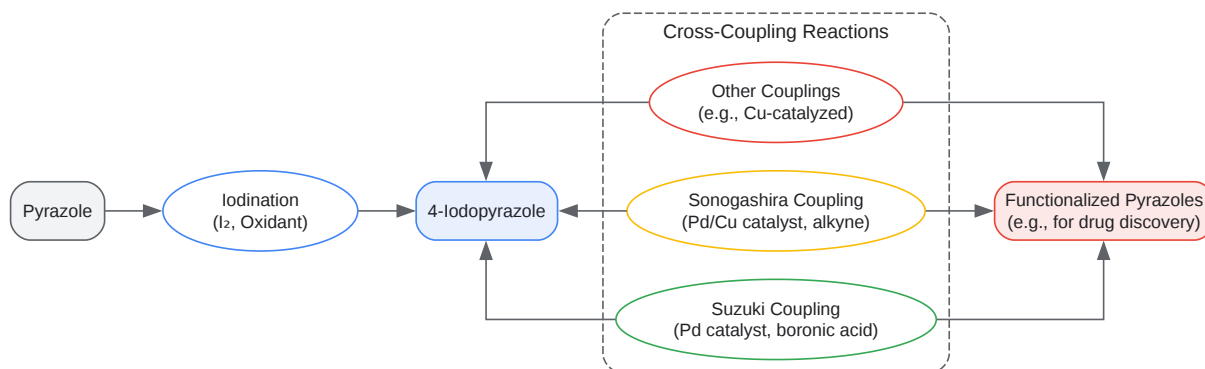 Cross-Coupling Reactions
Other Couplings
(e.g., Cu-catalyzed)
Pyrazole
Iodination
(I₂, Oxidant)
4-Iodopyrazole
Sonogashira Coupling
(Pd/Cu catalyst, alkyne)
Functionalized Pyrazoles
(e.g., for drug discovery)
Suzuki Coupling
(Pd catalyst, boronic acid)